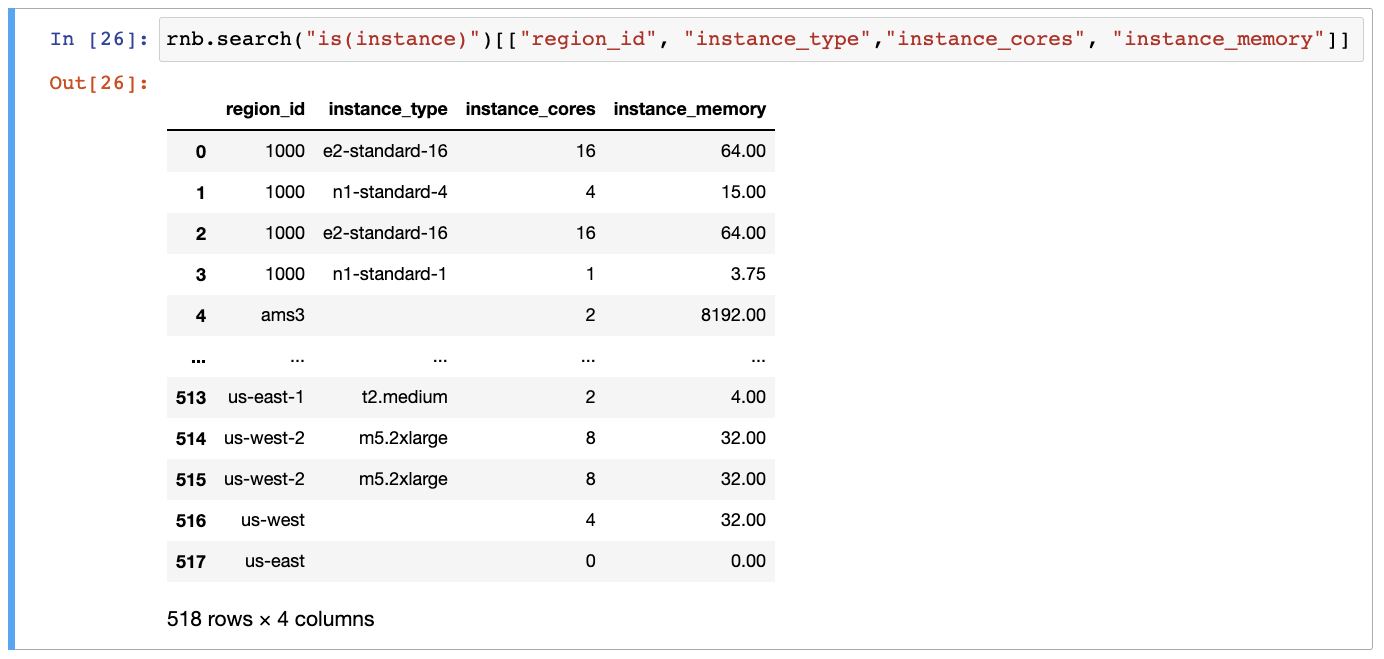 In [26]: rnb.search("is(instance)")[["region_id", "instance_type","instance_cores", "instance_memory"]]
Out[26]:
region_id instance_type instance_cores instance_memory
0 1000 e2-standard-16 16 64.00
1 1000 n1-standard-4 4 15.00
2 1000 e2-standard-16 16 64.00
3 1000 n1-standard-1 1 3.75
4 ams3 2 8192.00
... ... ... ... ...
513 us-east-1 t2.medium 2 4.00
514 us-west-2 m5.2xlarge 8 32.00
515 us-west-2 m5.2xlarge 8 32.00
516 us-west 4 32.00
517 us-east 0 0.00
518 rows × 4 columns